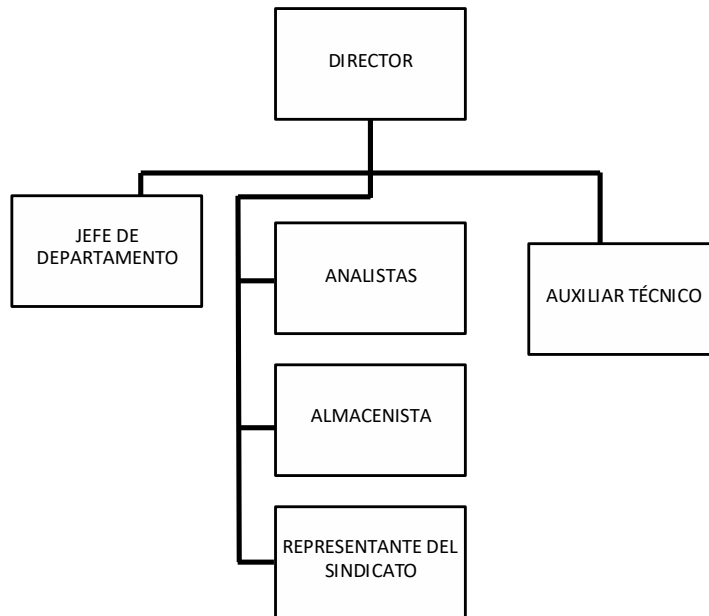 DIRECTOR
JEFE DE
DEPARTAMENTO
ANALISTAS
AUXILIAR TÉCNICO
ALMACENISTA
REPRESENTANTE DEL
SINDICATO